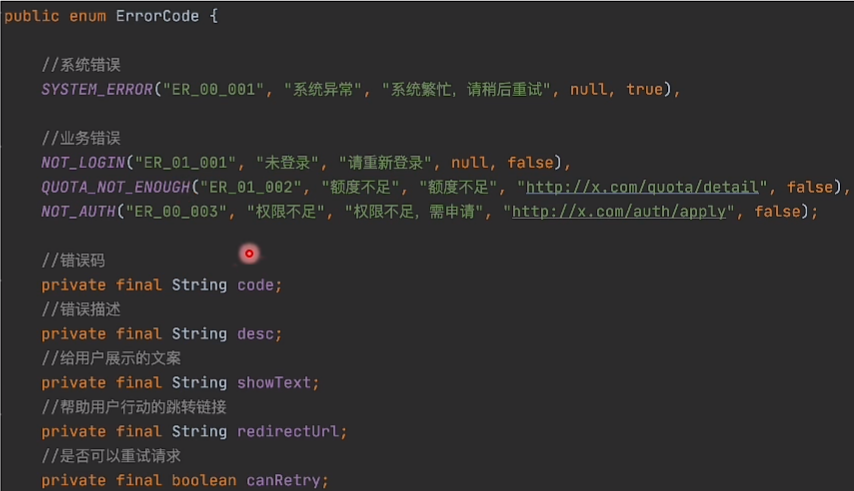 public enum ErrorCode {
//系统错误
SYSTEM_ERROR("ER_00_001", "系统异常", "系统繁忙，请稍后重试", null, true),
//业务错误
NOT_LOGIN("ER_01_001", "未登录", "请重新登录", null, false),
QUOTA_NOT_ENOUGH("ER_01_002", "额度不足", "额度不足", "http://x.com/quota/detail", false),
NOT_AUTH("ER_00_003", "权限不足", "权限不足，需申请", "http://x.com/auth/apply", false);
//错误码
private final String code;
//错误描述
private final String desc;
//给用户展示的文案
private final String showText;
//帮助用户行动的跳转链接
private final String redirectUrl;
//是否可以重试请求
private final boolean canRetry;